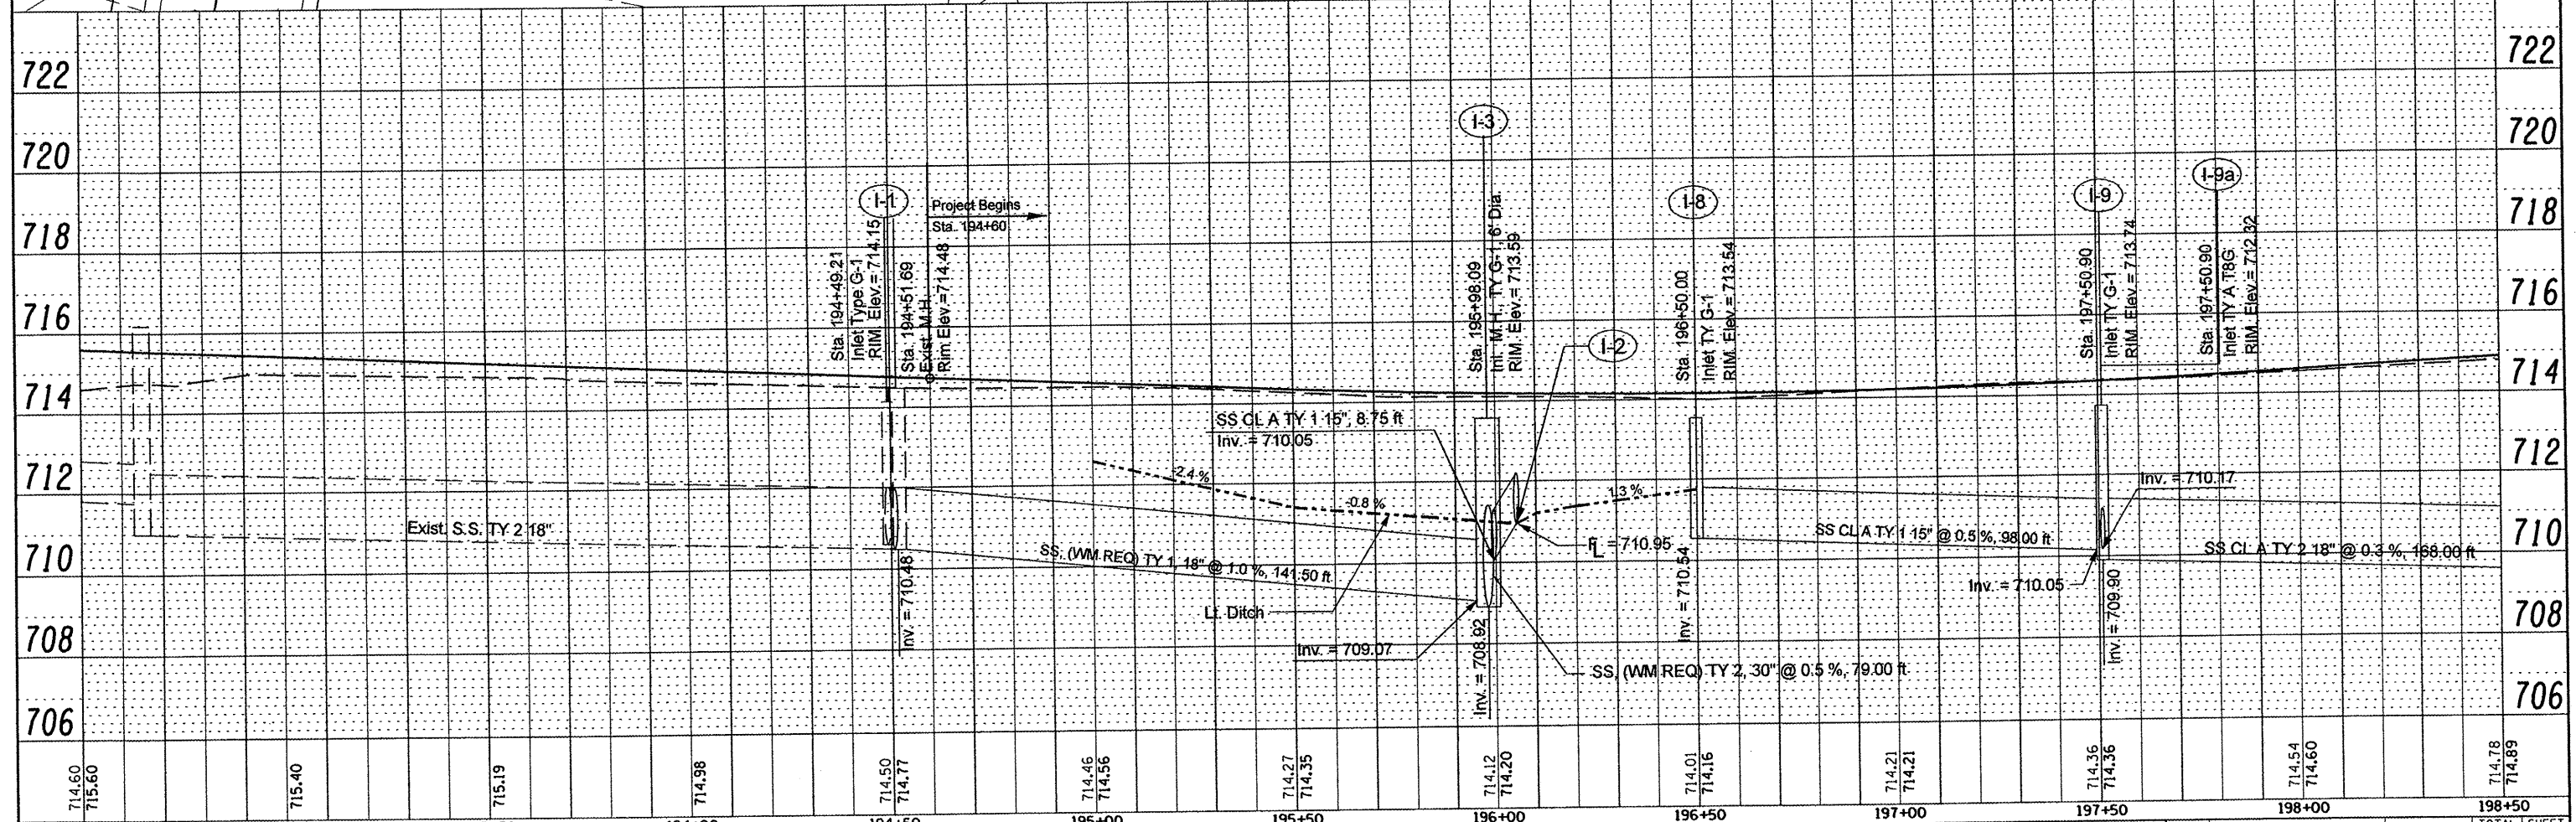 722
722
720
720
718
718
716
716
714
714
712
712
710
710
708
708
706
706
I-1
Sta. 194+49.21
Inlet Type G-1
RIM. Elev.= 714.15
Sta. 194+51.69
Exist. M.H.
Rim Elev.=714.48
Project Begins
Sta. 194+60
I-3
Sta. 195+98.09
Inl. M.H., TY G-1, 6' Dia.
RIM. Elev.= 713.59
I-2
I-8
Sta. 196+50.00
Inlet TY G-1
RIM. Elev.= 713.54
I-9
Sta. 197+50.90
Inlet TY G-1
RIM. Elev.= 713.74
I-9a
Sta. 197+50.90
Inlet TY A T8G
RIM. Elev.= 712.32
SS CL A TY 1 15", 8.75 ft
Inv. = 710.05
-2.4 %
-0.8 %
1.3 %
Inv. = 710.17
Exist. S.S. TY 2 18"
SS, (WM REQ) TY 1, 18" @ 1.0 %, 141.50 ft
FL = 710.95
SS CL A TY 1 15" @ 0.5 %, 98.00 ft
SS CL A TY 2 18" @ 0.3 %, 168.00 ft
Inv. = 710.48
Lt. Ditch
Inv. = 709.07
Inv. = 708.92
Inv. = 710.54
Inv. = 710.05
Inv. = 709.90
SS, (WM REQ) TY 2, 30" @ 0.5 %, 79.00 ft
714.60
715.60
715.40
715.19
714.98
714.50
714.77
714.46
714.56
714.27
714.35
714.12
714.20
714.01
714.16
714.21
714.21
714.36
714.36
714.54
714.60
714.78
714.89
194+50
195+00
195+50
196+00
196+50
197+00
197+50
198+00
198+50
TOTAL
SHEET